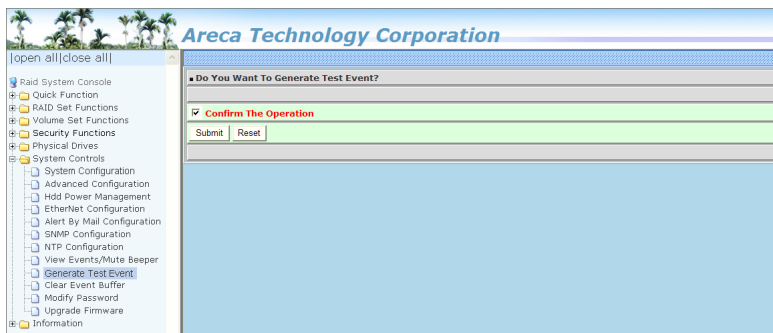 Areca Technology Corporation
|open all|close all|
Raid System Console
Quick Function
RAID Set Functions
Volume Set Functions
Security Functions
Physical Drives
System Controls
System Configuration
Advanced Configuration
Hdd Power Management
EtherNet Configuration
Alert By Mail Configuration
SNMP Configuration
NTP Configuration
View Events/Mute Beeper
Generate Test Event
Clear Event Buffer
Modify Password
Upgrade Firmware
Information
Do You Want To Generate Test Event?
Confirm The Operation
Submit Reset